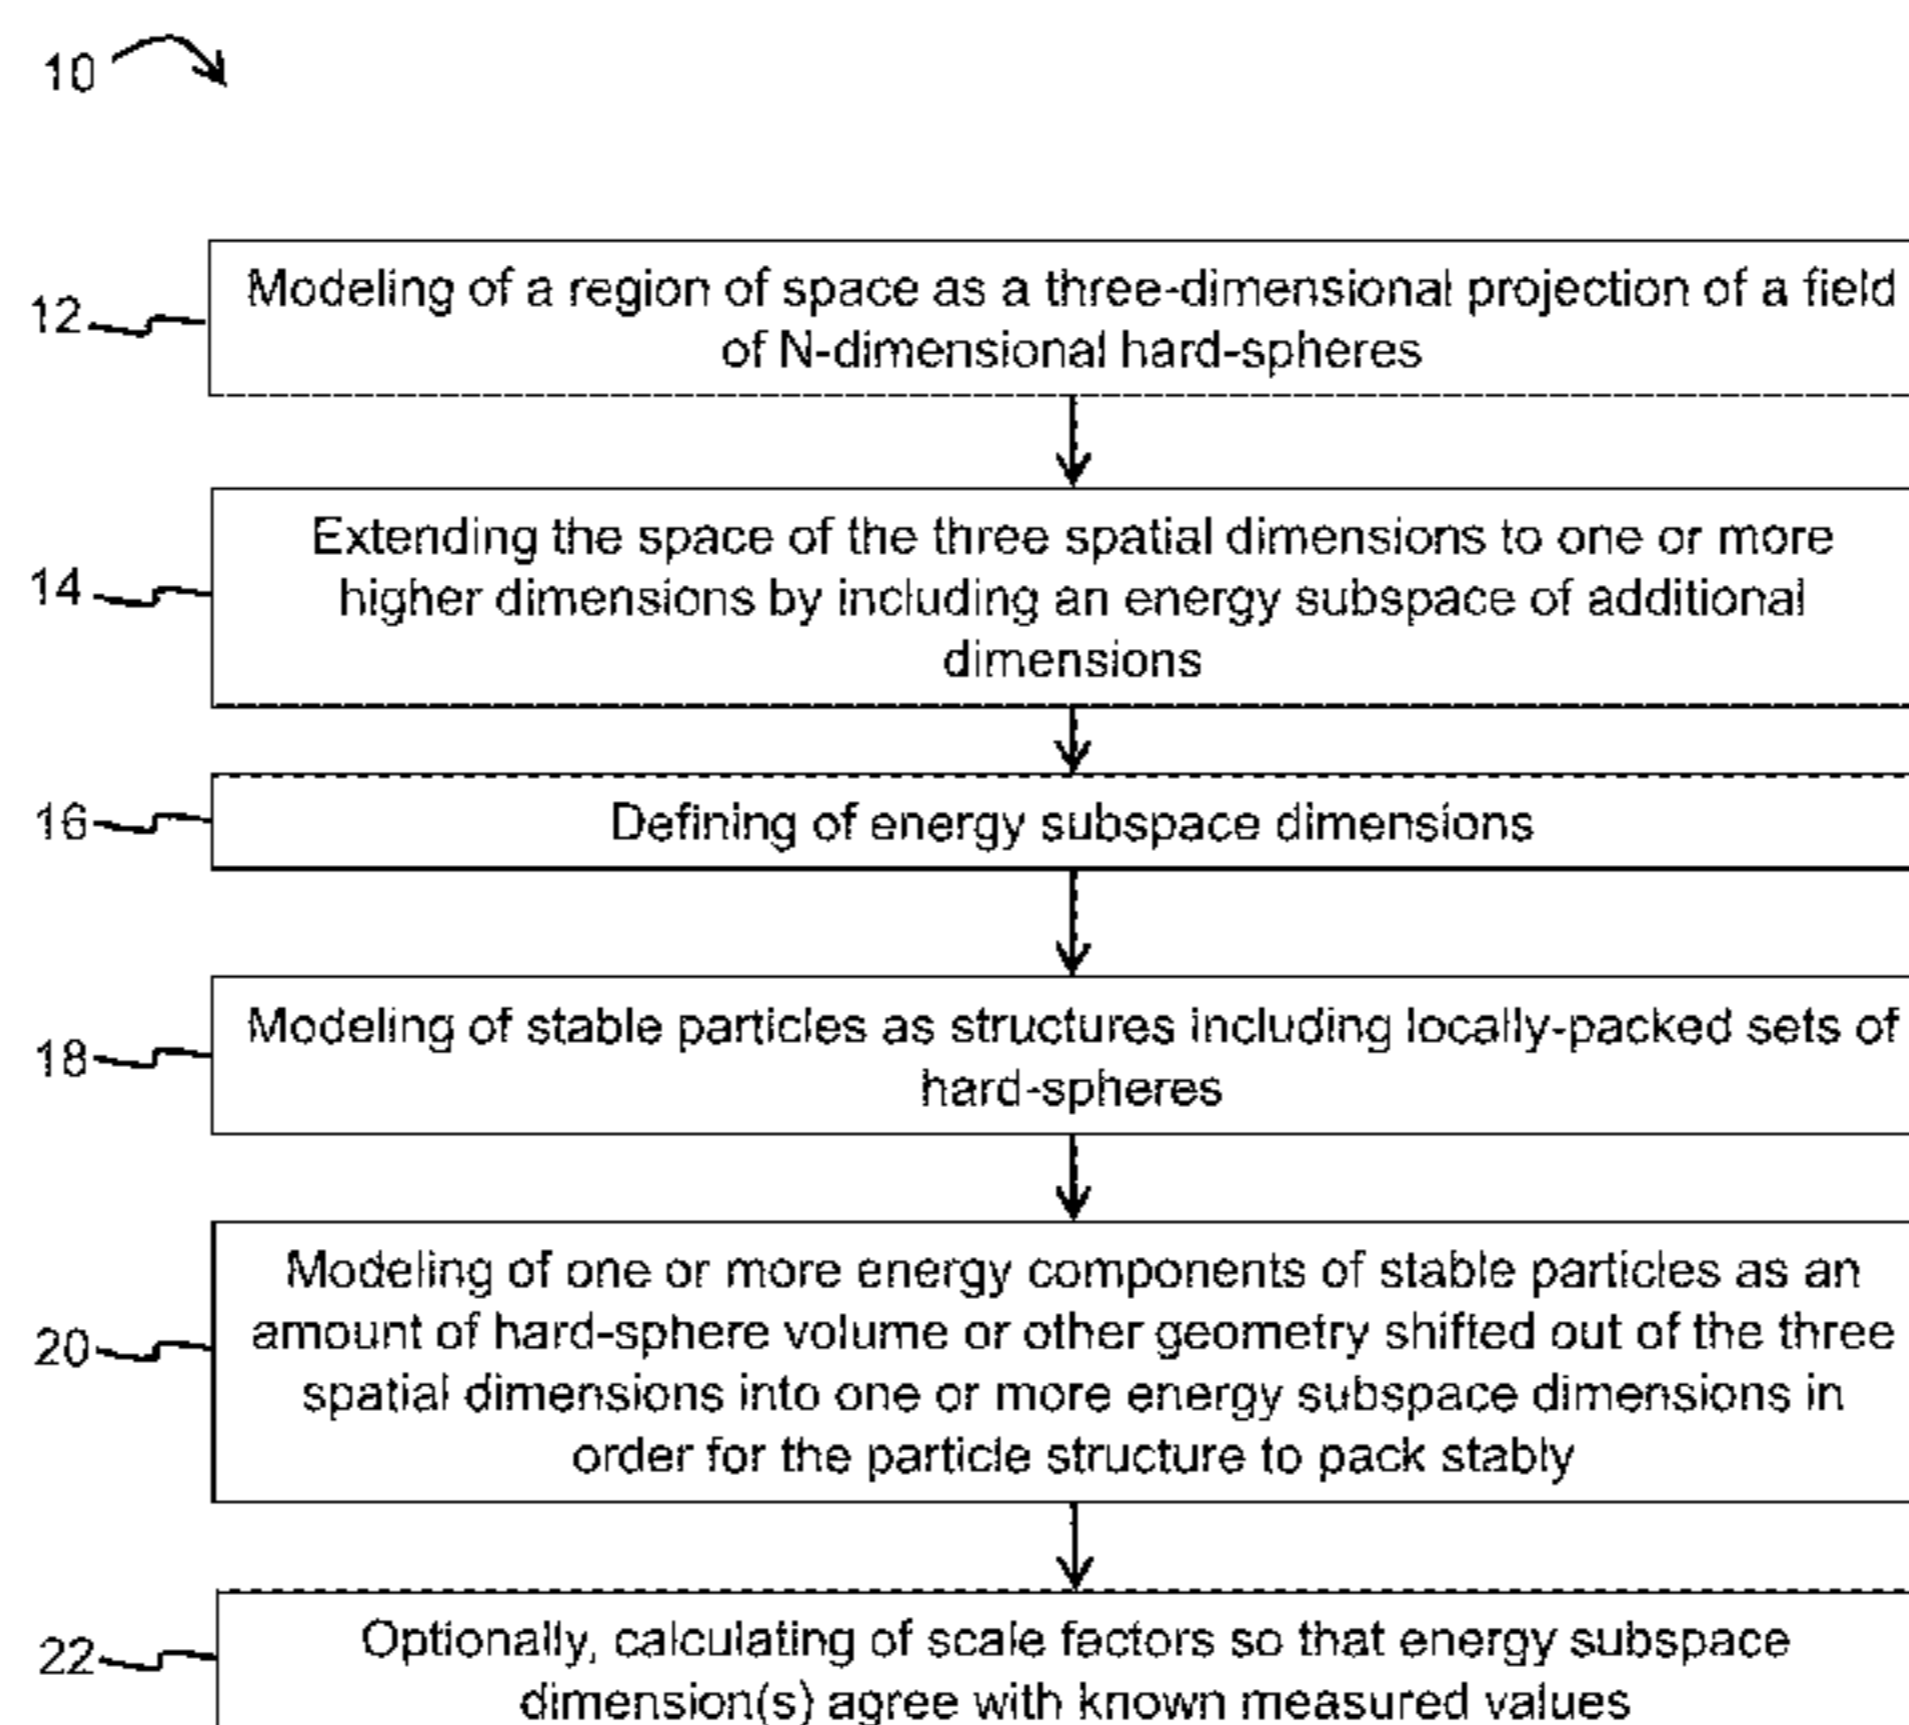 10
12
Modeling of a region of space as a three-dimensional projection of a field
of N-dimensional hard-spheres
14
Extending the space of the three spatial dimensions to one or more
higher dimensions by including an energy subspace of additional
dimensions
16
Defining of energy subspace dimensions
18
Modeling of stable particles as structures including locally-packed sets of
hard-spheres
20
Modeling of one or more energy components of stable particles as an
amount of hard-sphere volume or other geometry shifted out of the three
spatial dimensions into one or more energy subspace dimensions in
order for the particle structure to pack stably
22
Optionally, calculating of scale factors so that energy subspace
dimension(s) agree with known measured values